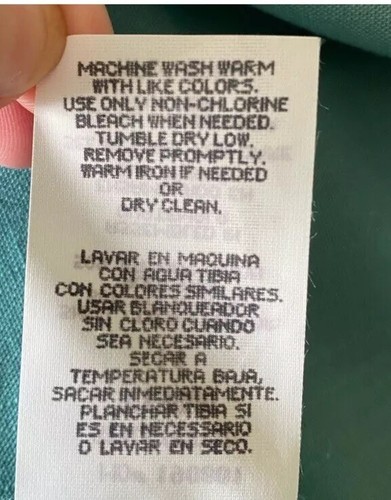 MACHINE WASH WARM
WITH LIKE COLORS.
USE ONLY NON-CHLORINE
BLEACH WHEN NEEDED.
TUMBLE DRY LOW.
REMOVE PROMPTLY.
WARM IRON IF NEEDED
OR
DRY CLEAN.
LAVAR EN MAQUINA
CON AGUA TIBIA
CON COLORES SIMILARES.
USAR BLANQUEADOR
SIN CLORO CUANDO
SEA NECESARIO.
SECAR A
TEMPERATURA BAJA,
SACAR INMEDIATAMENTE.
PLANCHAR TIBIA SI
ES EN NECESSARIO
O LAVAR EN SECO.